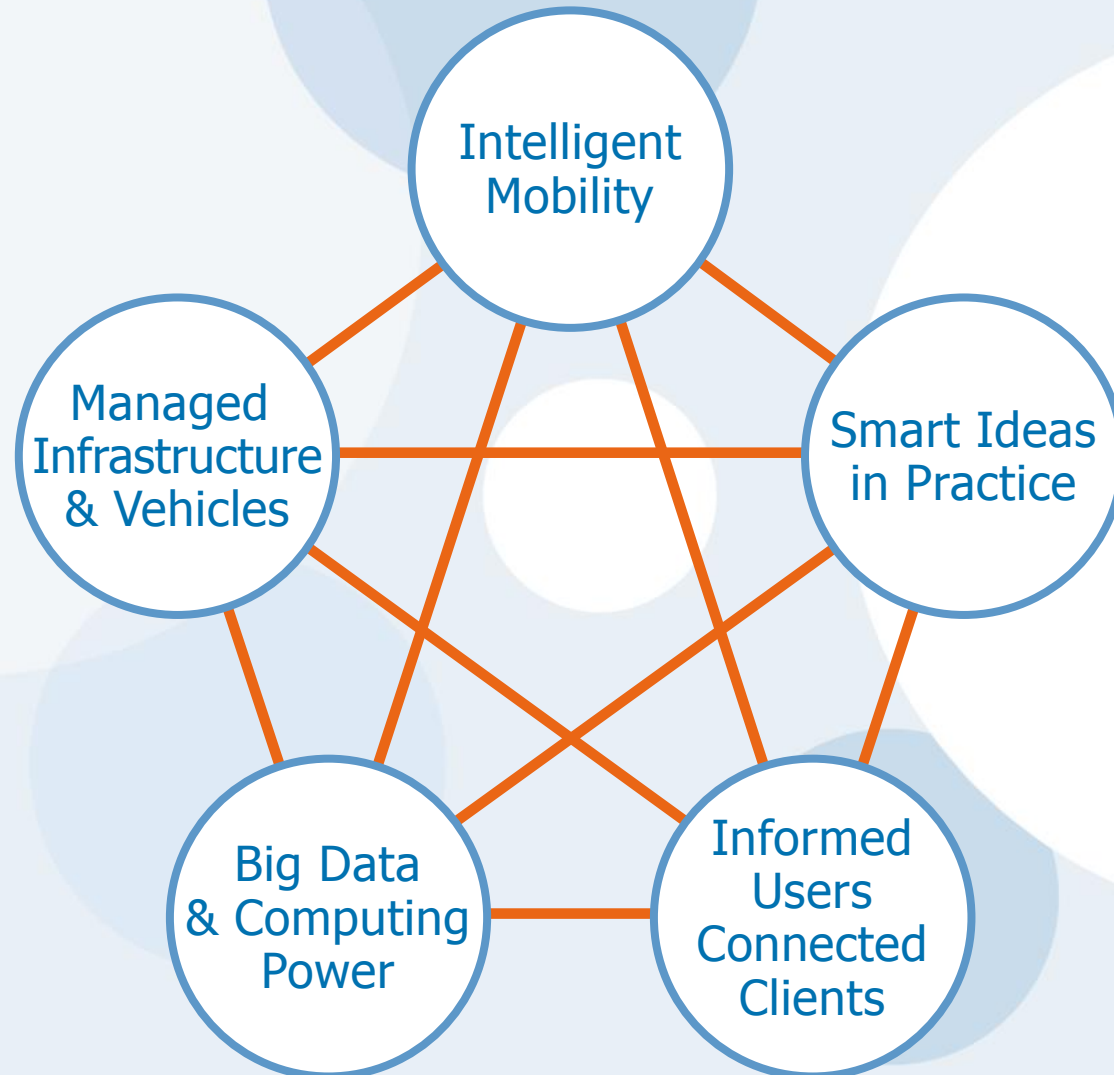 Intelligent
Mobility
Managed
Infrastructure
& Vehicles
Smart Ideas
in Practice
Big Data
& Computing
Power
Informed
Users
Connected
Clients